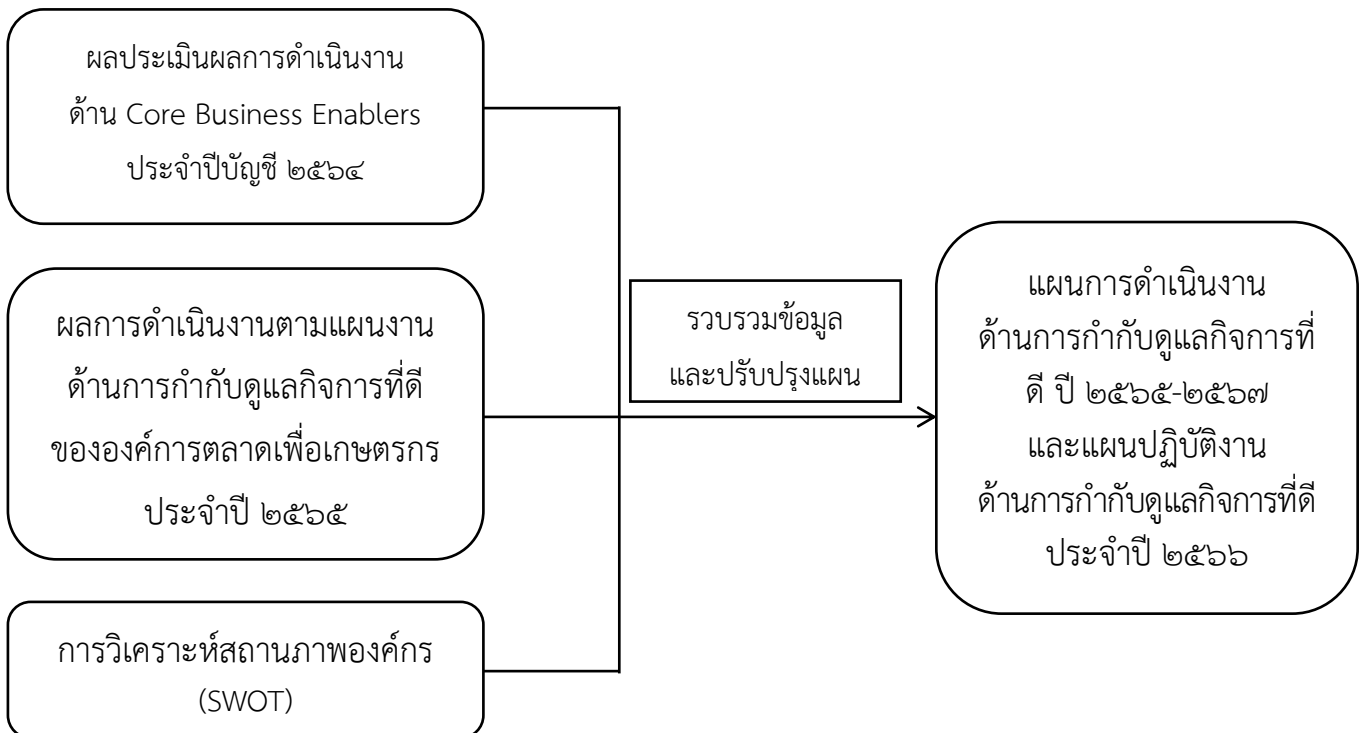 ผลประเมินผลการดำเนินงาน
ด้าน Core Business Enablers
ประจำปีบัญชี ๒๕๖๔
ผลการดำเนินงานตามแผนงาน
ด้านการกำกับดูแลกิจการที่ดี
ขององค์การตลาดเพื่อเกษตรกร
ประจำปี ๒๕๖๕
การวิเคราะห์สถานภาพองค์กร
(SWOT)
รวบรวมข้อมูล
และปรับปรุงแผน
แผนการดำเนินงาน
ด้านการกำกับดูแลกิจการที่
ดี ปี ๒๕๖๕-๒๕๖๗
และแผนปฏิบัติงาน
ด้านการกำกับดูแลกิจการที่ดี
ประจำปี ๒๕๖๖